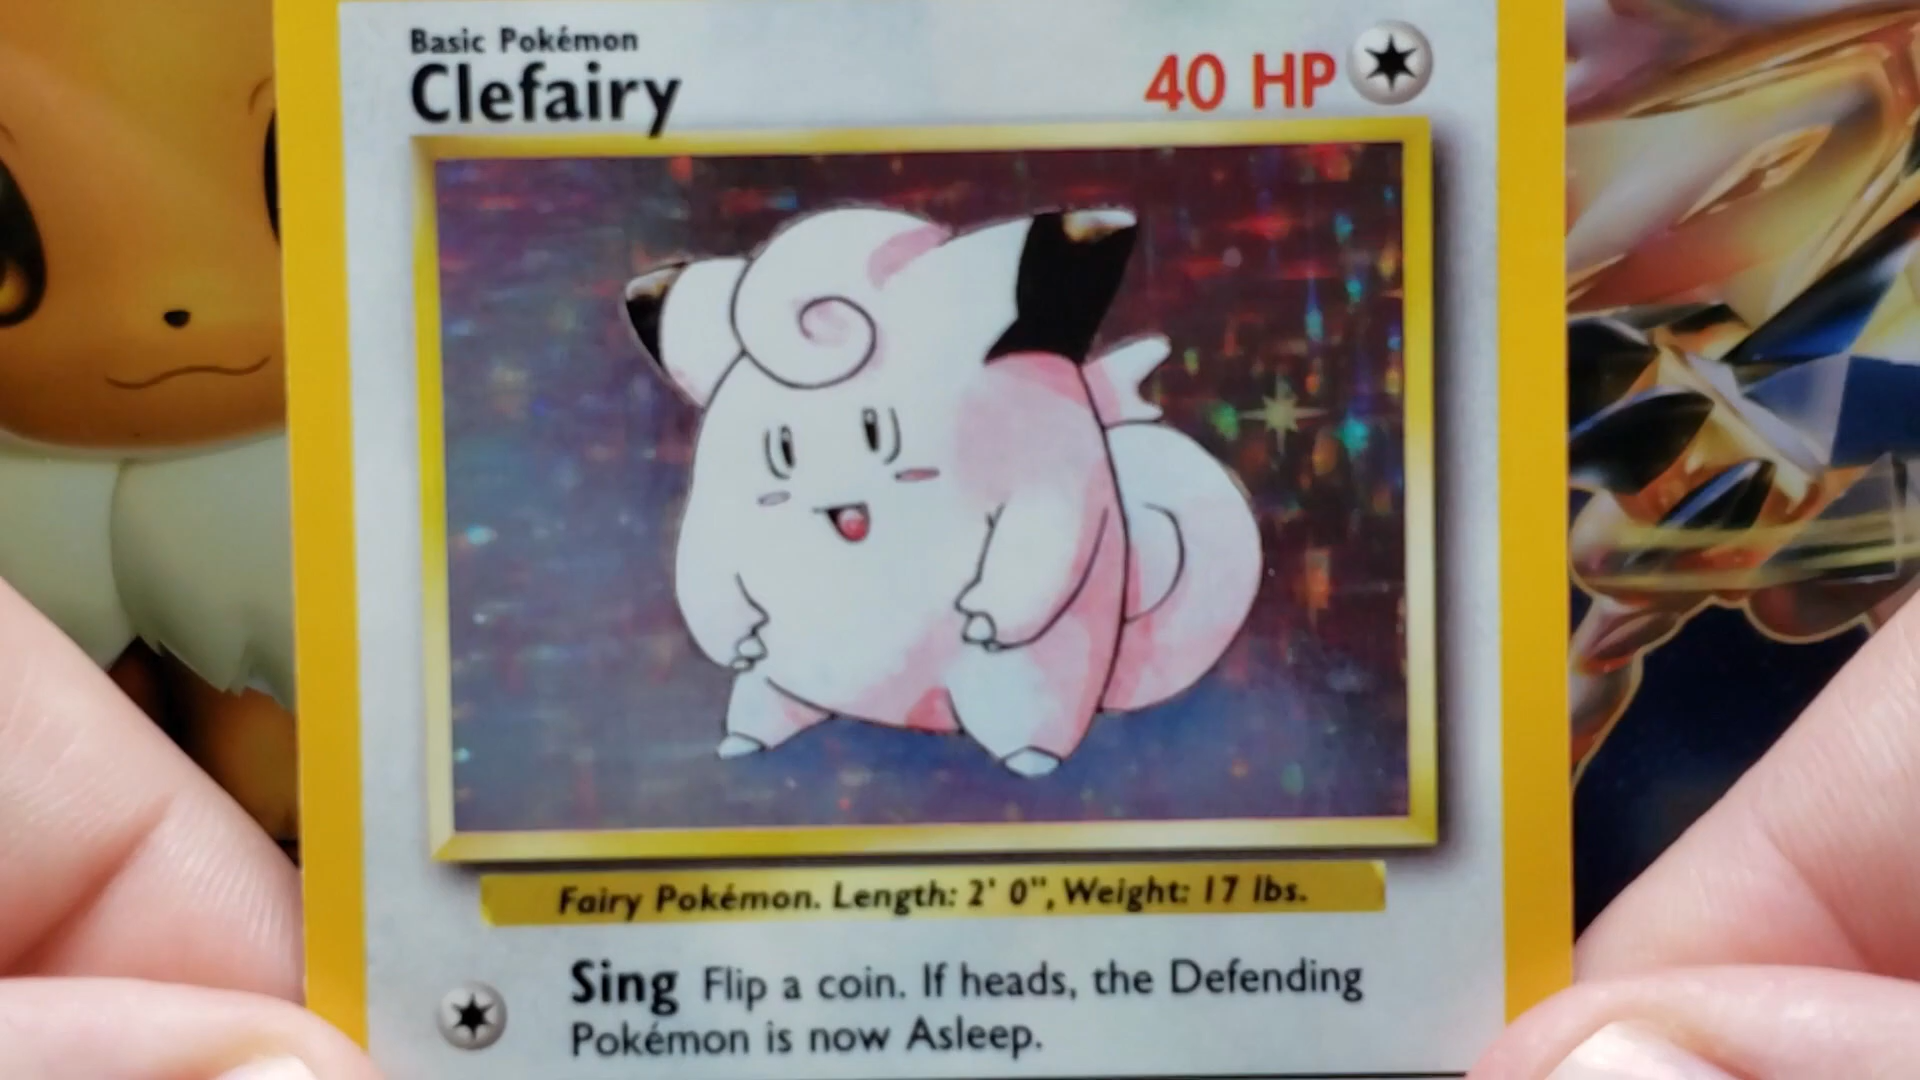 Basic Pokémon
Clefairy
40 HP
Fairy Pokémon. Length: 2' 0", Weight: 17 lbs.
Sing Flip a coin. If heads, the Defending
Pokémon is now Asleep.